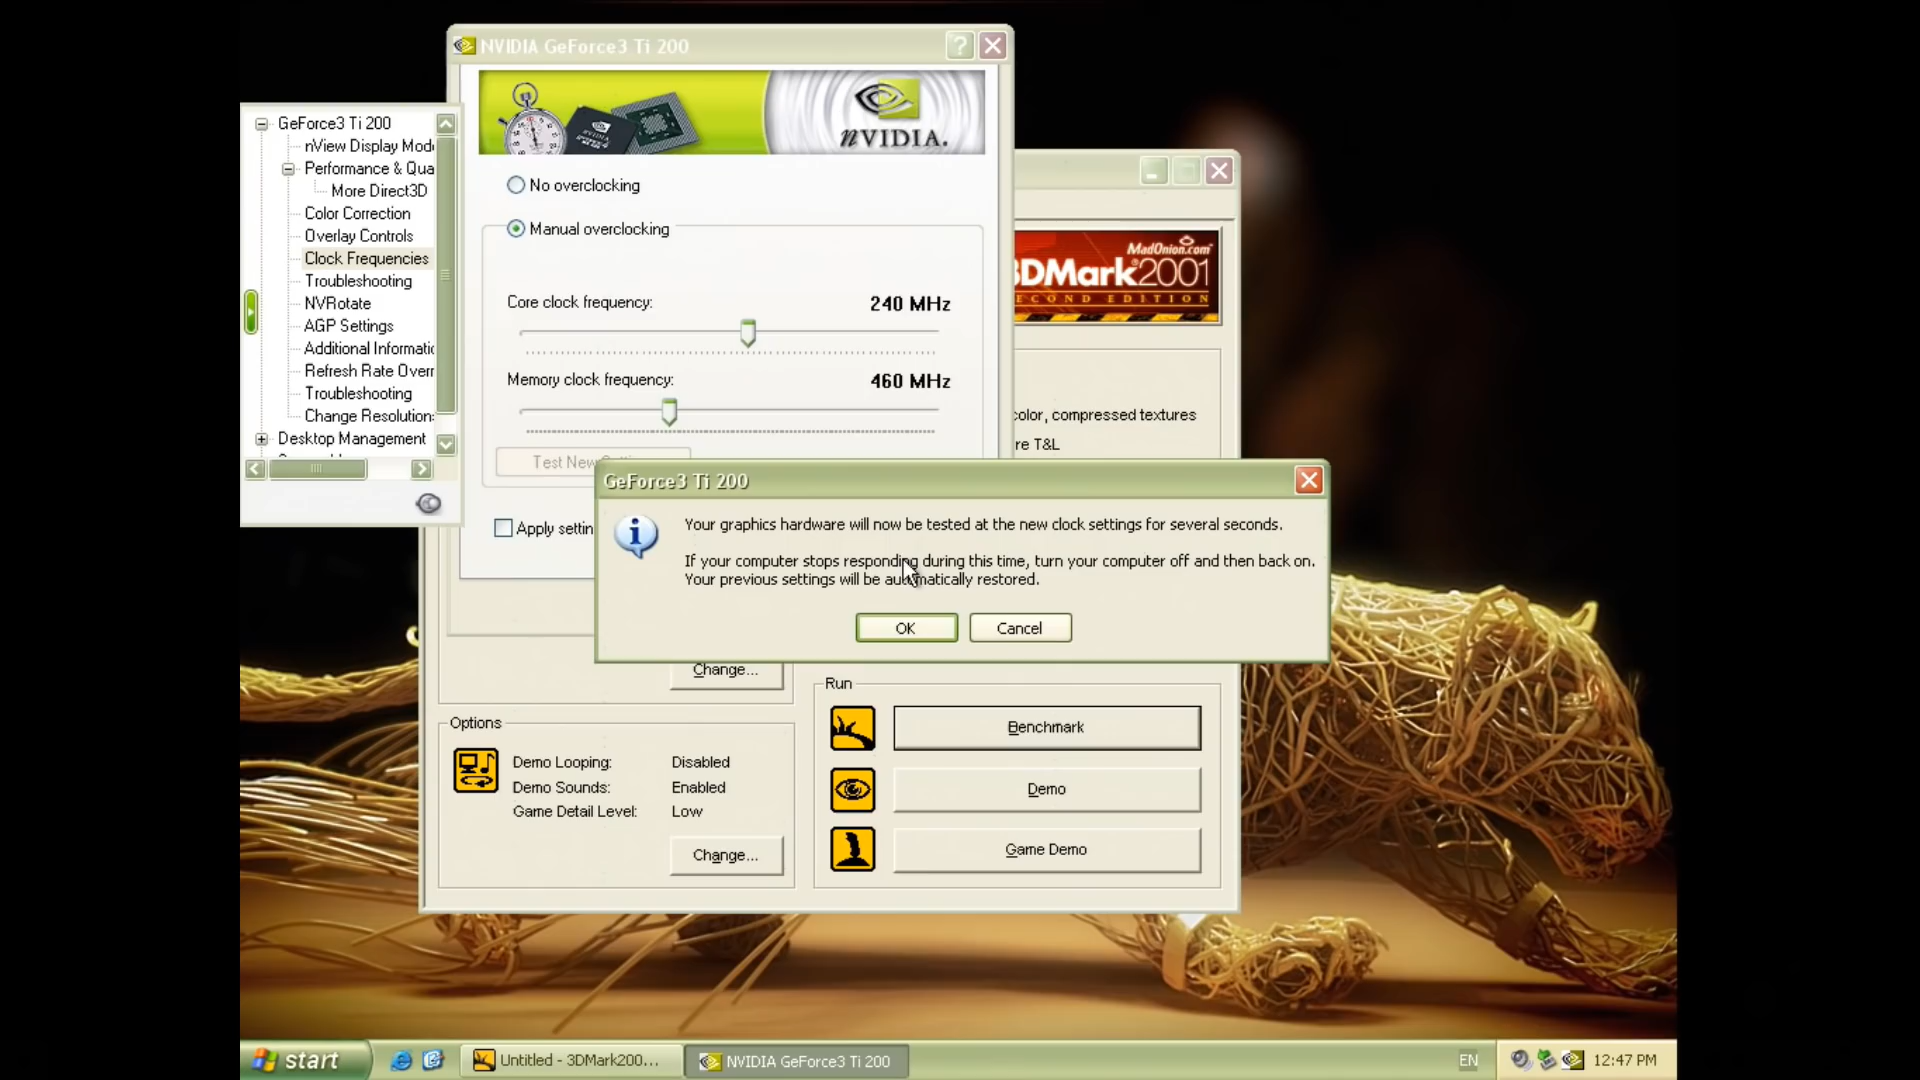 NVIDIA GeForce3 Ti 200
GeForce3 Ti 200
nView Display Mod
Performance & Qua
More Direct3D
Color Correction
Overlay Controls
Clock Frequencies
Troubleshooting
NVRotate
AGP Settings
Additional Informati
Refresh Rate Over
Troubleshooting
Change Resolution
Desktop Management
NVIDIA.
No overclocking
Manual overclocking
Core clock frequency: 240 MHz
Memory clock frequency: 460 MHz
Test New
Apply settin
MadOnion.com
3DMark2001
SECOND EDITION
color, compressed textures
re T&L
GeForce3 Ti 200
Your graphics hardware will now be tested at the new clock settings for several seconds.
If your computer stops responding during this time, turn your computer off and then back on.
Your previous settings will be automatically restored.
OK Cancel
Change...
Options
Demo Looping: Disabled
Demo Sounds: Enabled
Game Detail Level: Low
Change...
Run
Benchmark
Demo
Game Demo
start
Untitled - 3DMark200...
NVIDIA GeForce3 Ti 200
EN
12:47 PM